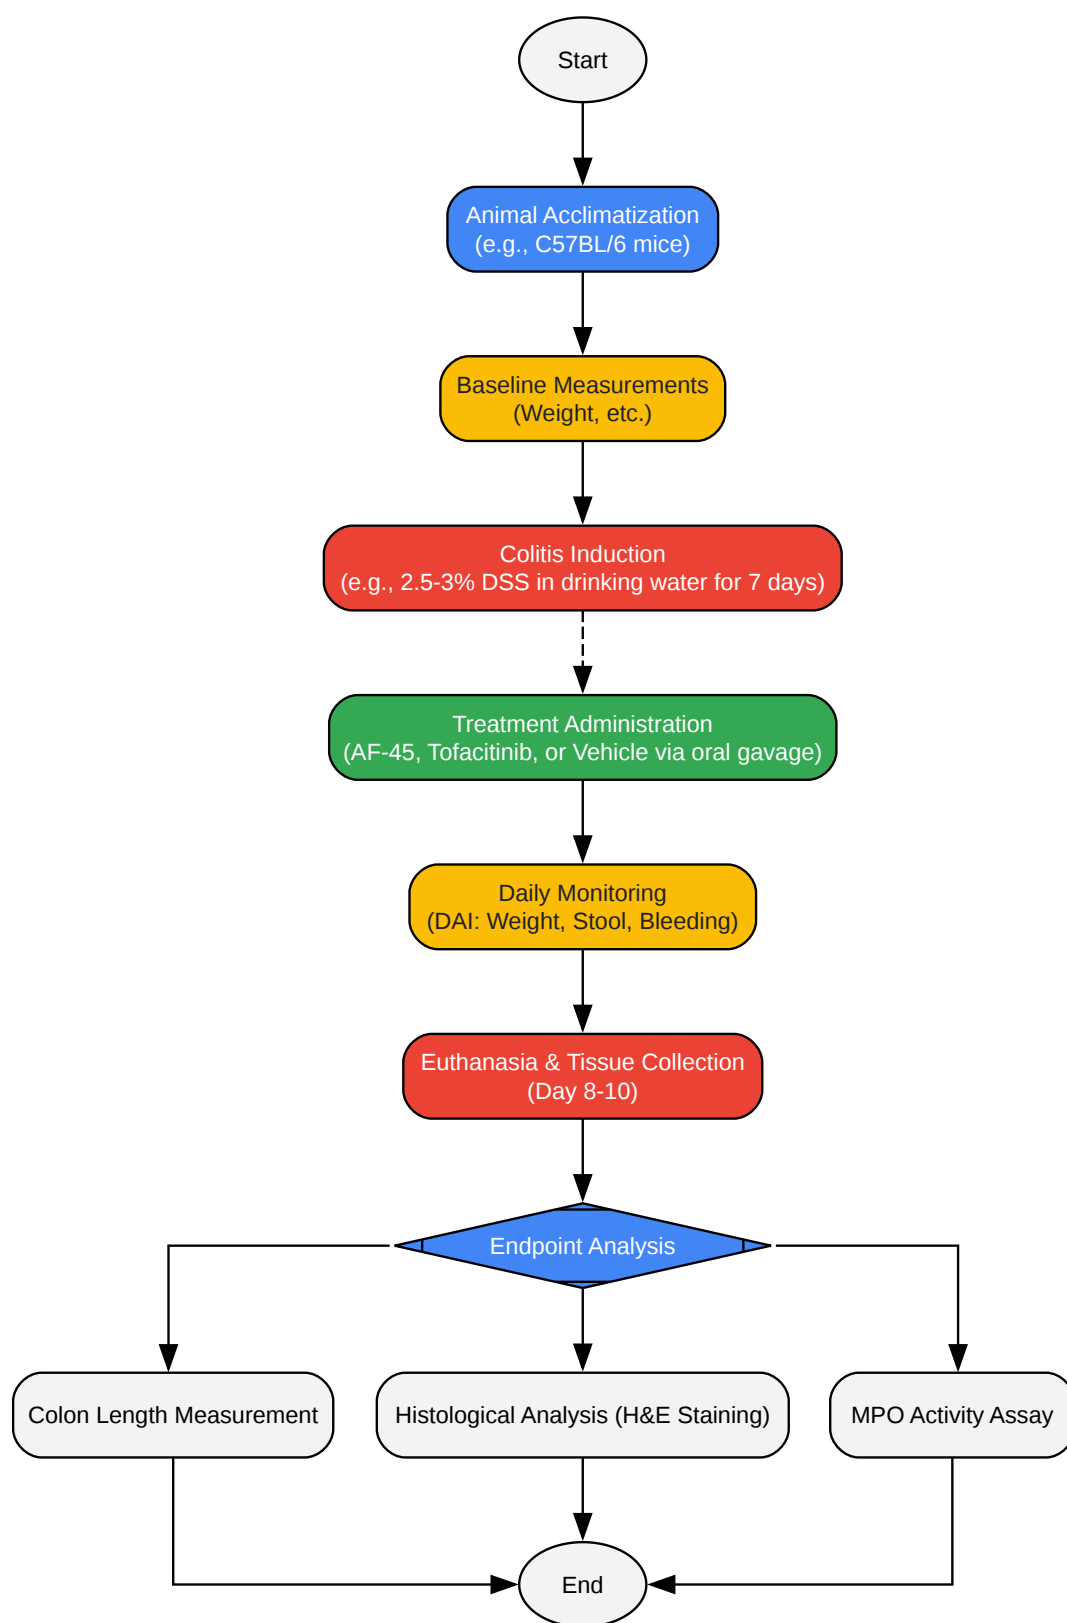 Start
Animal Acclimatization
(e.g., C57BL/6 mice)
Baseline Measurements
(Weight, etc.)
Colitis Induction
(e.g., 2.5-3% DSS in drinking water for 7 days)
Treatment Administration
(AF-45, Tofacitinib, or Vehicle via oral gavage)
Daily Monitoring
(DAI: Weight, Stool, Bleeding)
Euthanasia & Tissue Collection
(Day 8-10)
Endpoint Analysis
Colon Length Measurement
Histological Analysis (H&E Staining)
MPO Activity Assay
End